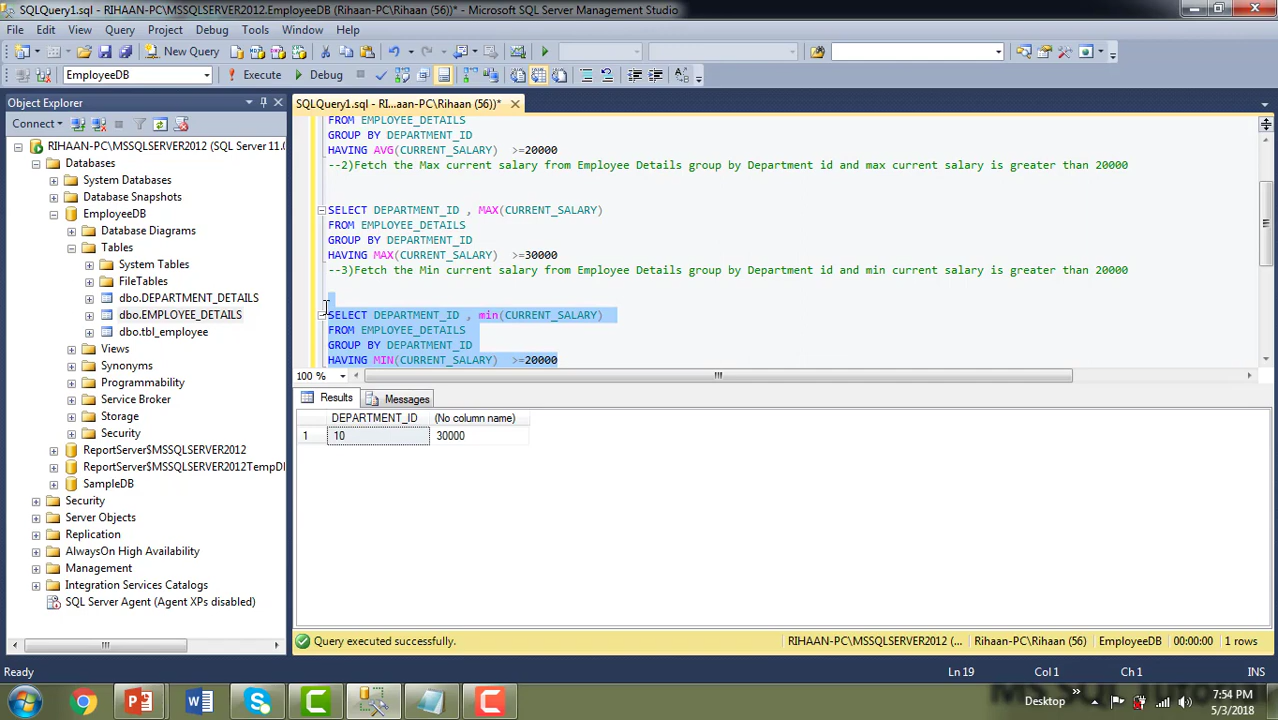 SQLQuery1.sql - RIHAAN-PC\MSSQLSERVER2012.EmployeeDB (Rihaan-PC\Rihaan (56))* - Microsoft SQL Server Management Studio
File Edit View Query Project Debug Tools Window Help
New Query
EmployeeDB Execute Debug
Object Explorer
SQLQuery1.sql - RI...aan-PC\Rihaan (56))*
Connect
RIHAAN-PC\MSSQLSERVER2012 (SQL Server 11.0
Databases
System Databases
Database Snapshots
EmployeeDB
Database Diagrams
Tables
System Tables
FileTables
dbo.DEPARTMENT_DETAILS
dbo.EMPLOYEE_DETAILS
dbo.tbl_employee
Views
Synonyms
Programmability
Service Broker
Storage
Security
ReportServer$MSSQLSERVER2012
ReportServer$MSSQLSERVER2012TempDB
SampleDB
Security
Server Objects
Replication
AlwaysOn High Availability
Management
Integration Services Catalogs
SQL Server Agent (Agent XPs disabled)
FROM EMPLOYEE_DETAILS
GROUP BY DEPARTMENT_ID
HAVING AVG(CURRENT_SALARY) >=20000
--2)Fetch the Max current salary from Employee Details group by Department id and max current salary is greater than 20000
SELECT DEPARTMENT_ID , MAX(CURRENT_SALARY)
FROM EMPLOYEE_DETAILS
GROUP BY DEPARTMENT_ID
HAVING MAX(CURRENT_SALARY) >=30000
--3)Fetch the Min current salary from Employee Details group by Department id and min current salary is greater than 20000
SELECT DEPARTMENT_ID , min(CURRENT_SALARY)
FROM EMPLOYEE_DETAILS
GROUP BY DEPARTMENT_ID
HAVING MIN(CURRENT_SALARY) >=20000
100 %
Results Messages
DEPARTMENT_ID (No column name)
1 10 30000
Query executed successfully. RIHAAN-PC\MSSQLSERVER2012 (... Rihaan-PC\Rihaan (56) EmployeeDB 00:00:00 1 rows
Ready Ln 19 Col 1 Ch 1 INS
Desktop
7:54 PM
5/3/2018